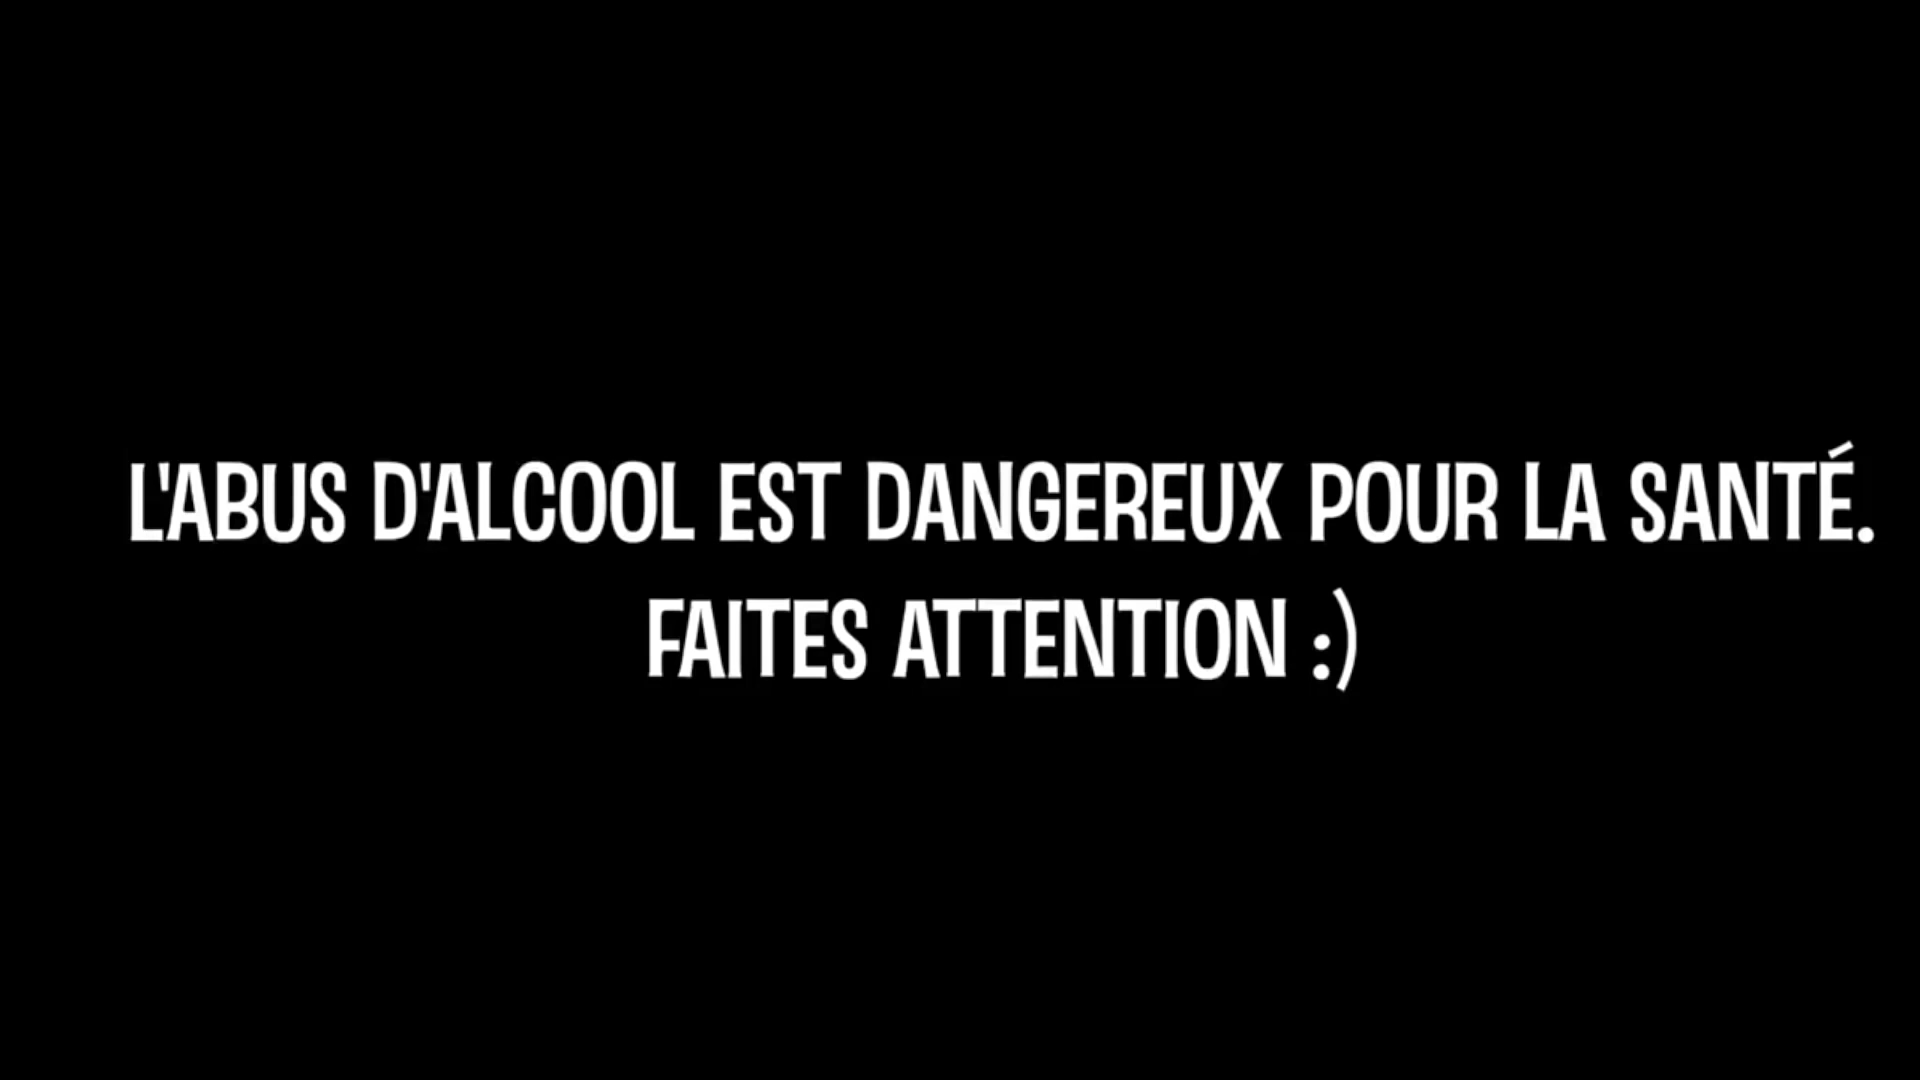 L'ABUS D'ALCOOL EST DANGEREUX POUR LA SANTÉ.
FAITES ATTENTION :)